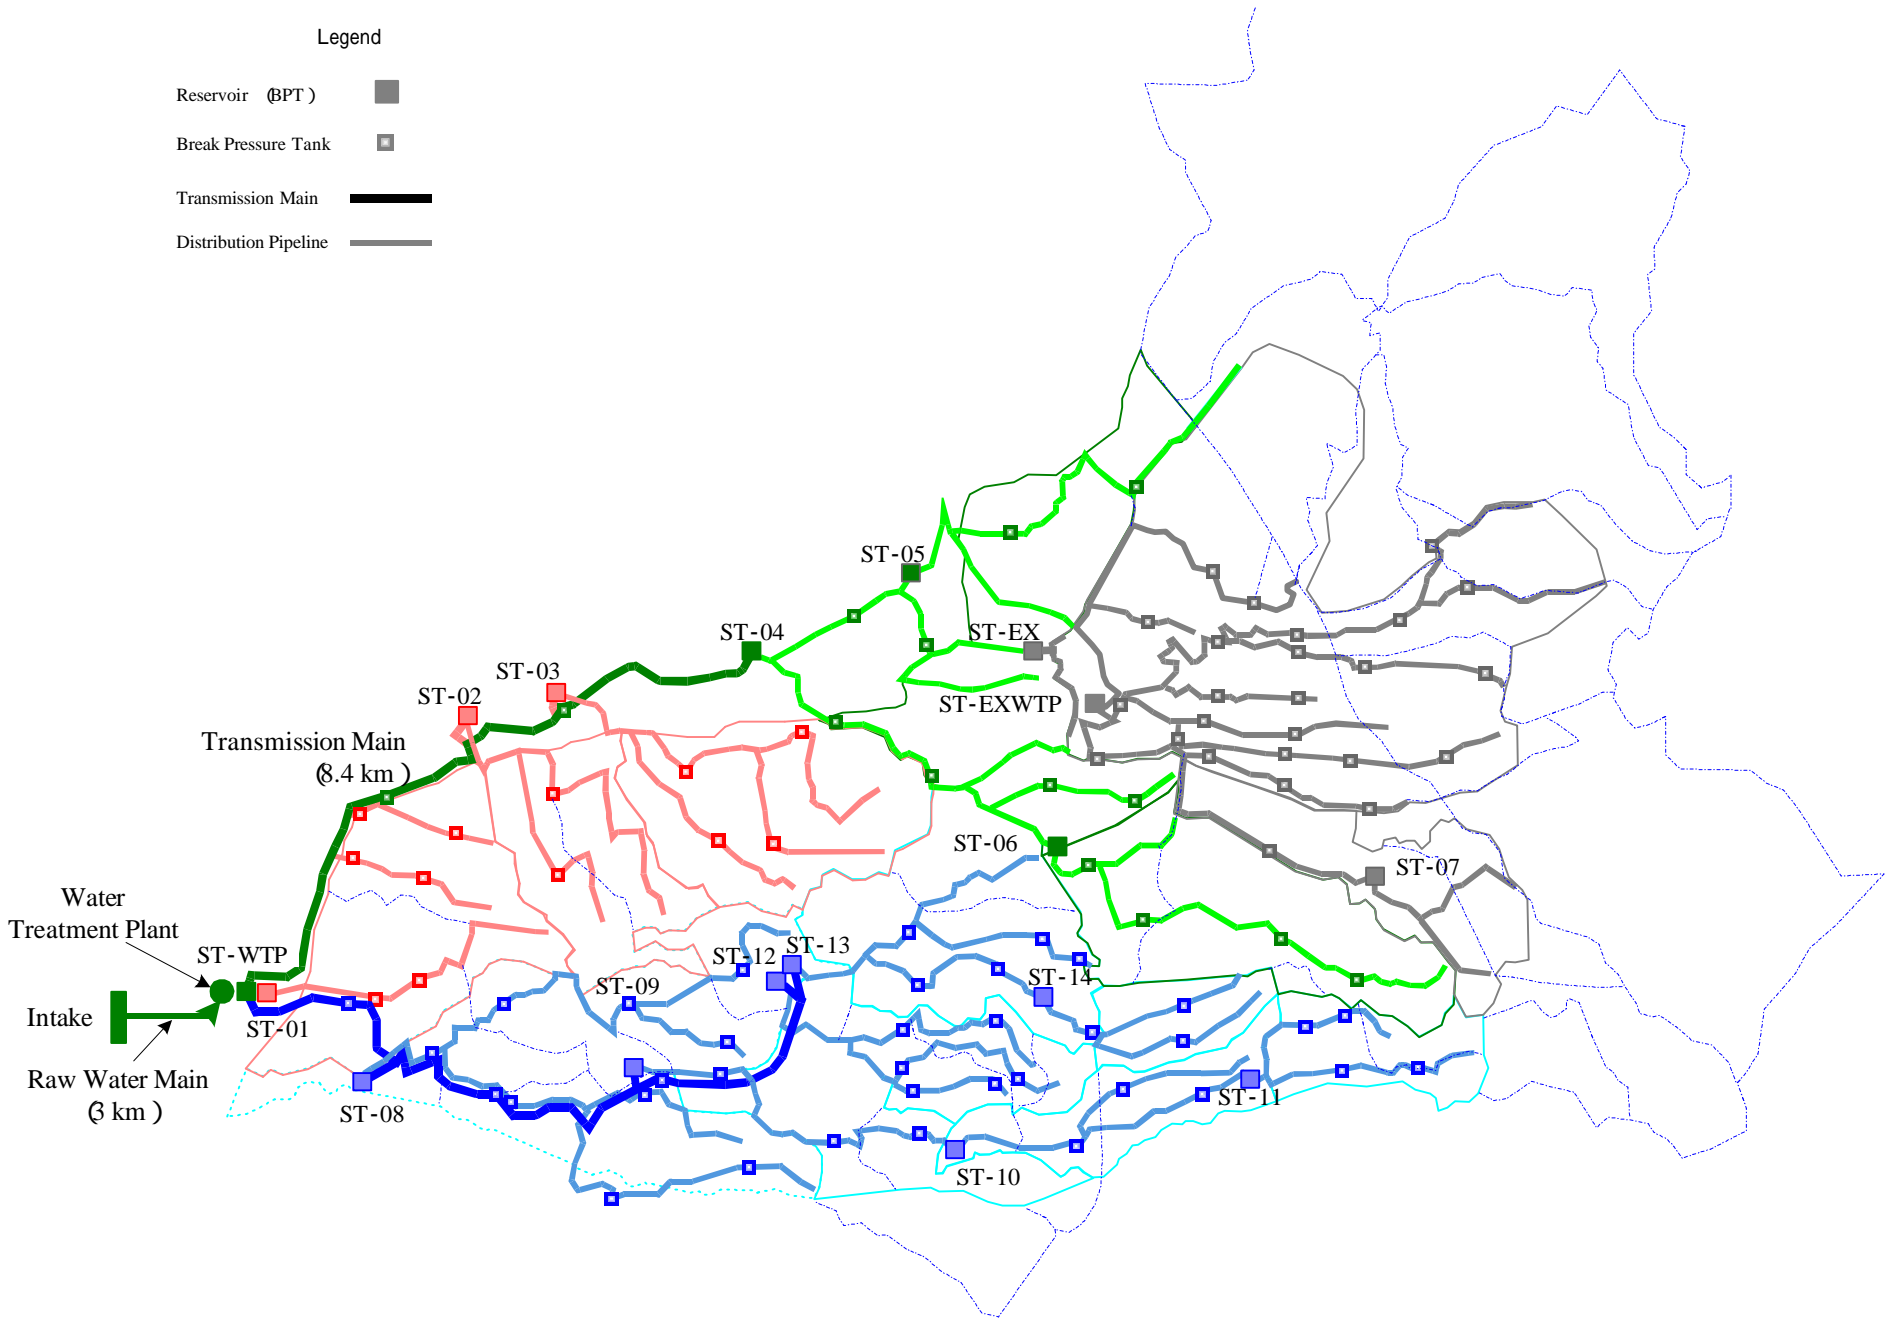 Legend
Reservoir (BPT)
Break Pressure Tank
Transmission Main
Distribution Pipeline
ST-05
ST-04
ST-EX
ST-03
ST-02
ST-EXWTP
Transmission Main
(8.4 km)
ST-06
ST-07
Water
Treatment Plant
ST-WTP
ST-12
ST-13
ST-09
ST-14
Intake
ST-01
Raw Water Main
(3 km)
ST-08
ST-11
ST-10